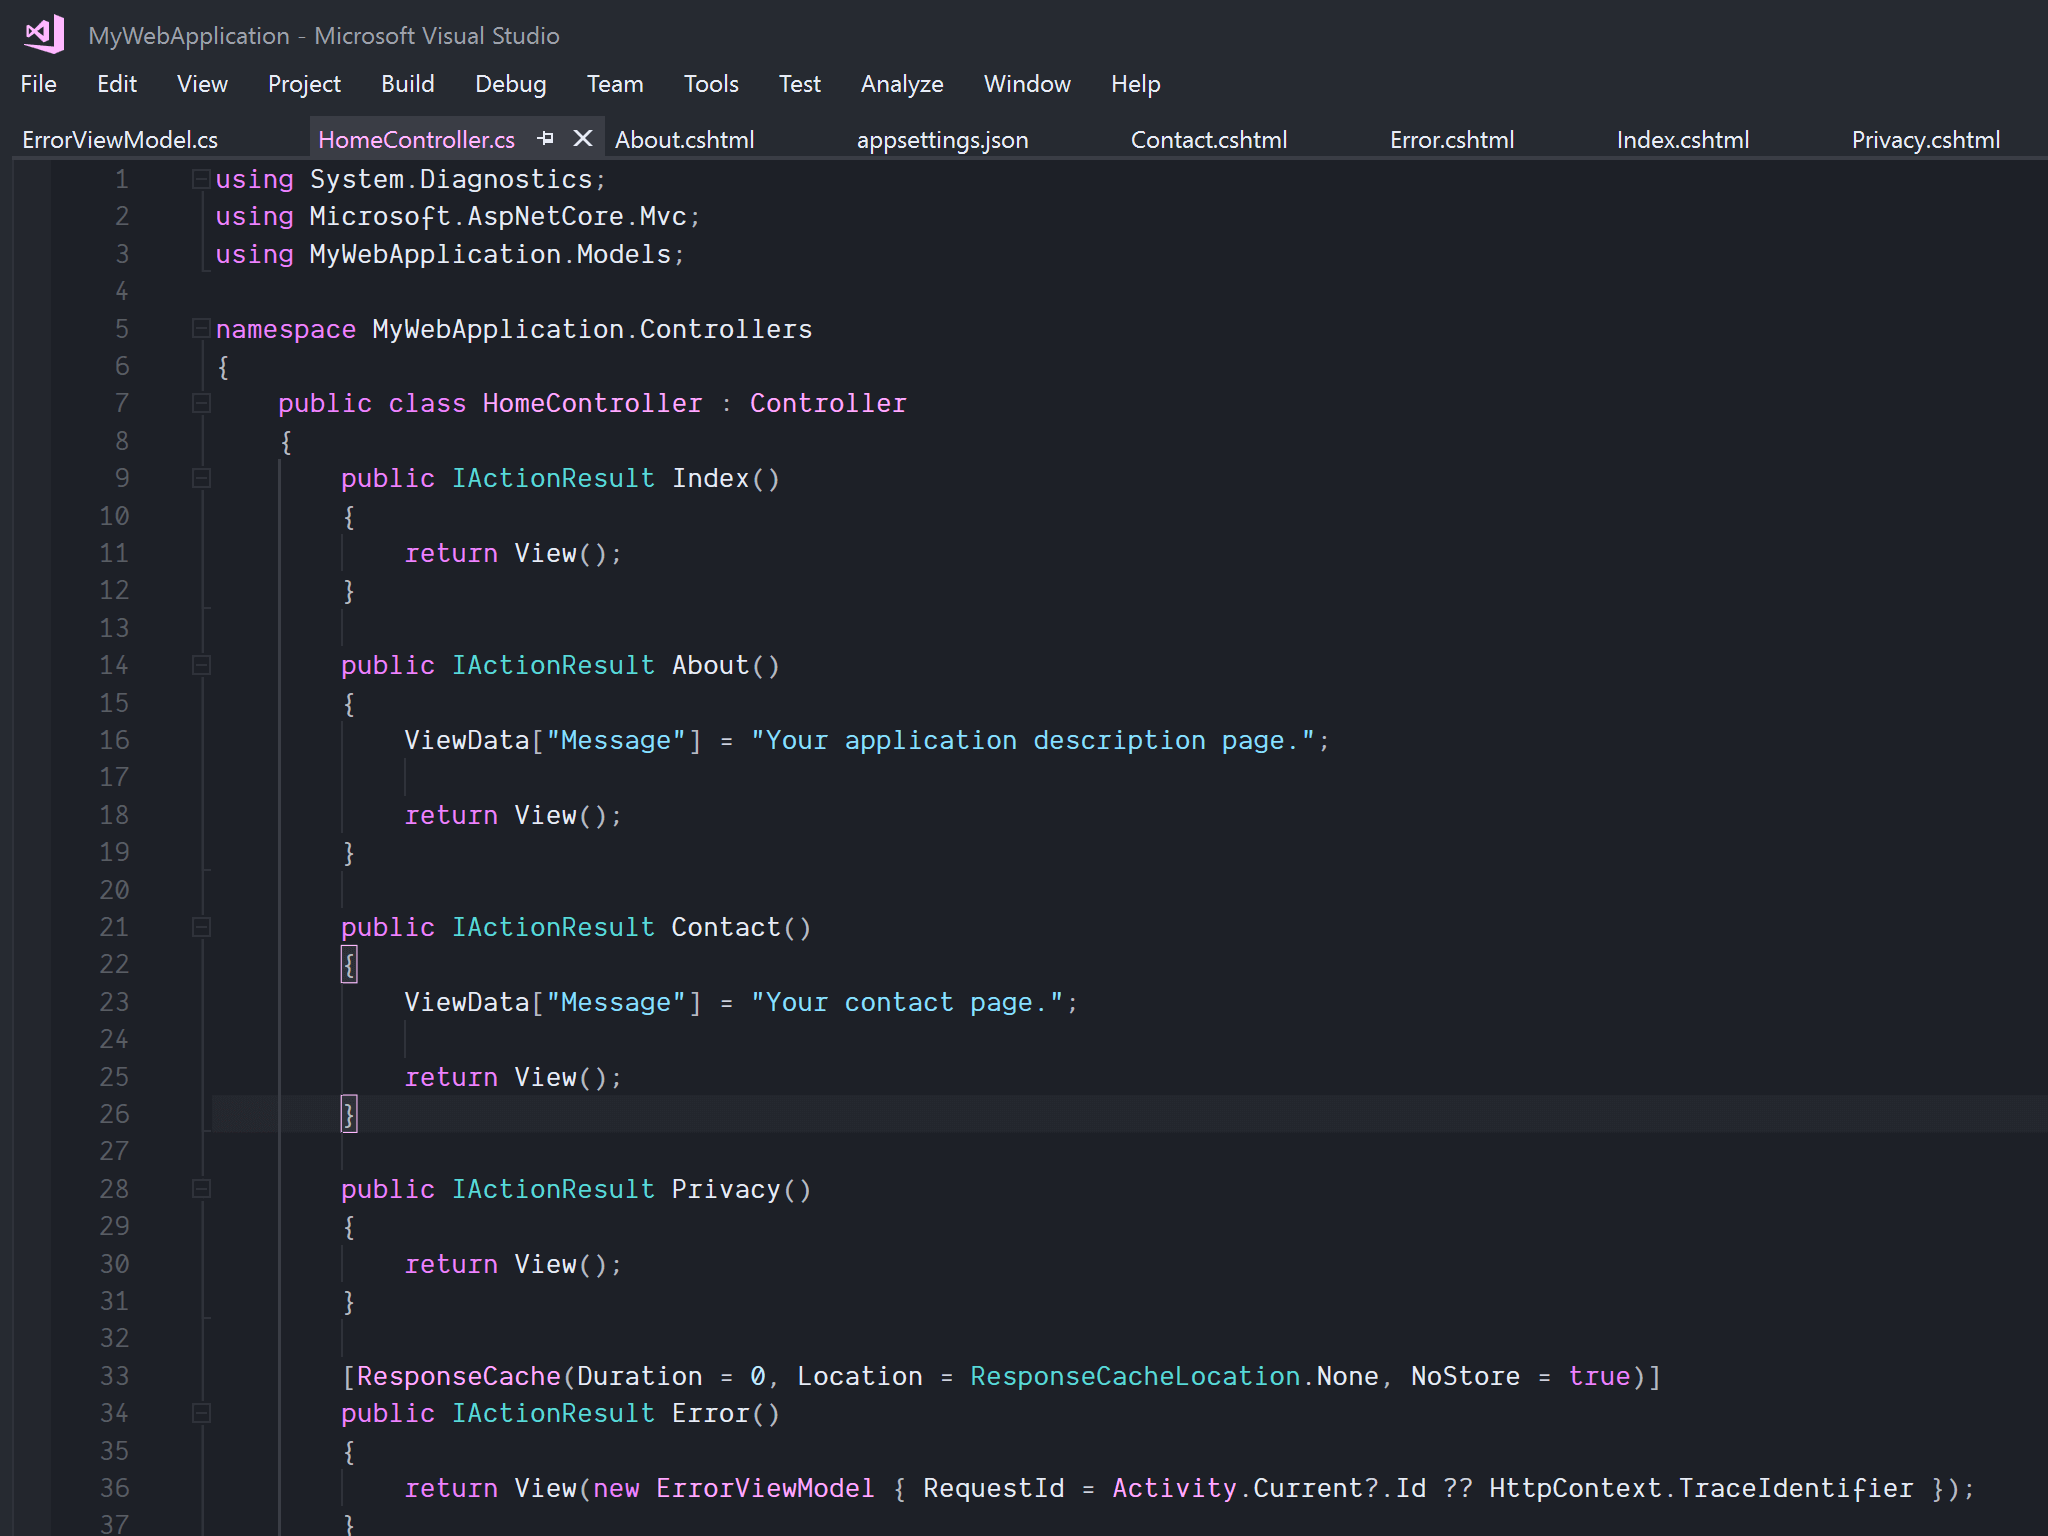 MyWebApplication - Microsoft Visual Studio
File Edit View Project Build Debug Team Tools Test Analyze Window Help
ErrorViewModel.cs HomeController.cs About.cshtml appsettings.json Contact.cshtml Error.cshtml Index.cshtml Privacy.cshtml
1 using System.Diagnostics;
2 using Microsoft.AspNetCore.Mvc;
3 using MyWebApplication.Models;
4
5 namespace MyWebApplication.Controllers
6 {
7     public class HomeController : Controller
8     {
9         public IActionResult Index()
10         {
11             return View();
12         }
13
14         public IActionResult About()
15         {
16             ViewData["Message"] = "Your application description page.";
17
18             return View();
19         }
20
21         public IActionResult Contact()
22         {
23             ViewData["Message"] = "Your contact page.";
24
25             return View();
26         }
27
28         public IActionResult Privacy()
29         {
30             return View();
31         }
32
33         [ResponseCache(Duration = 0, Location = ResponseCacheLocation.None, NoStore = true)]
34         public IActionResult Error()
35         {
36             return View(new ErrorViewModel { RequestId = Activity.Current?.Id ?? HttpContext.TraceIdentifier });
37         }